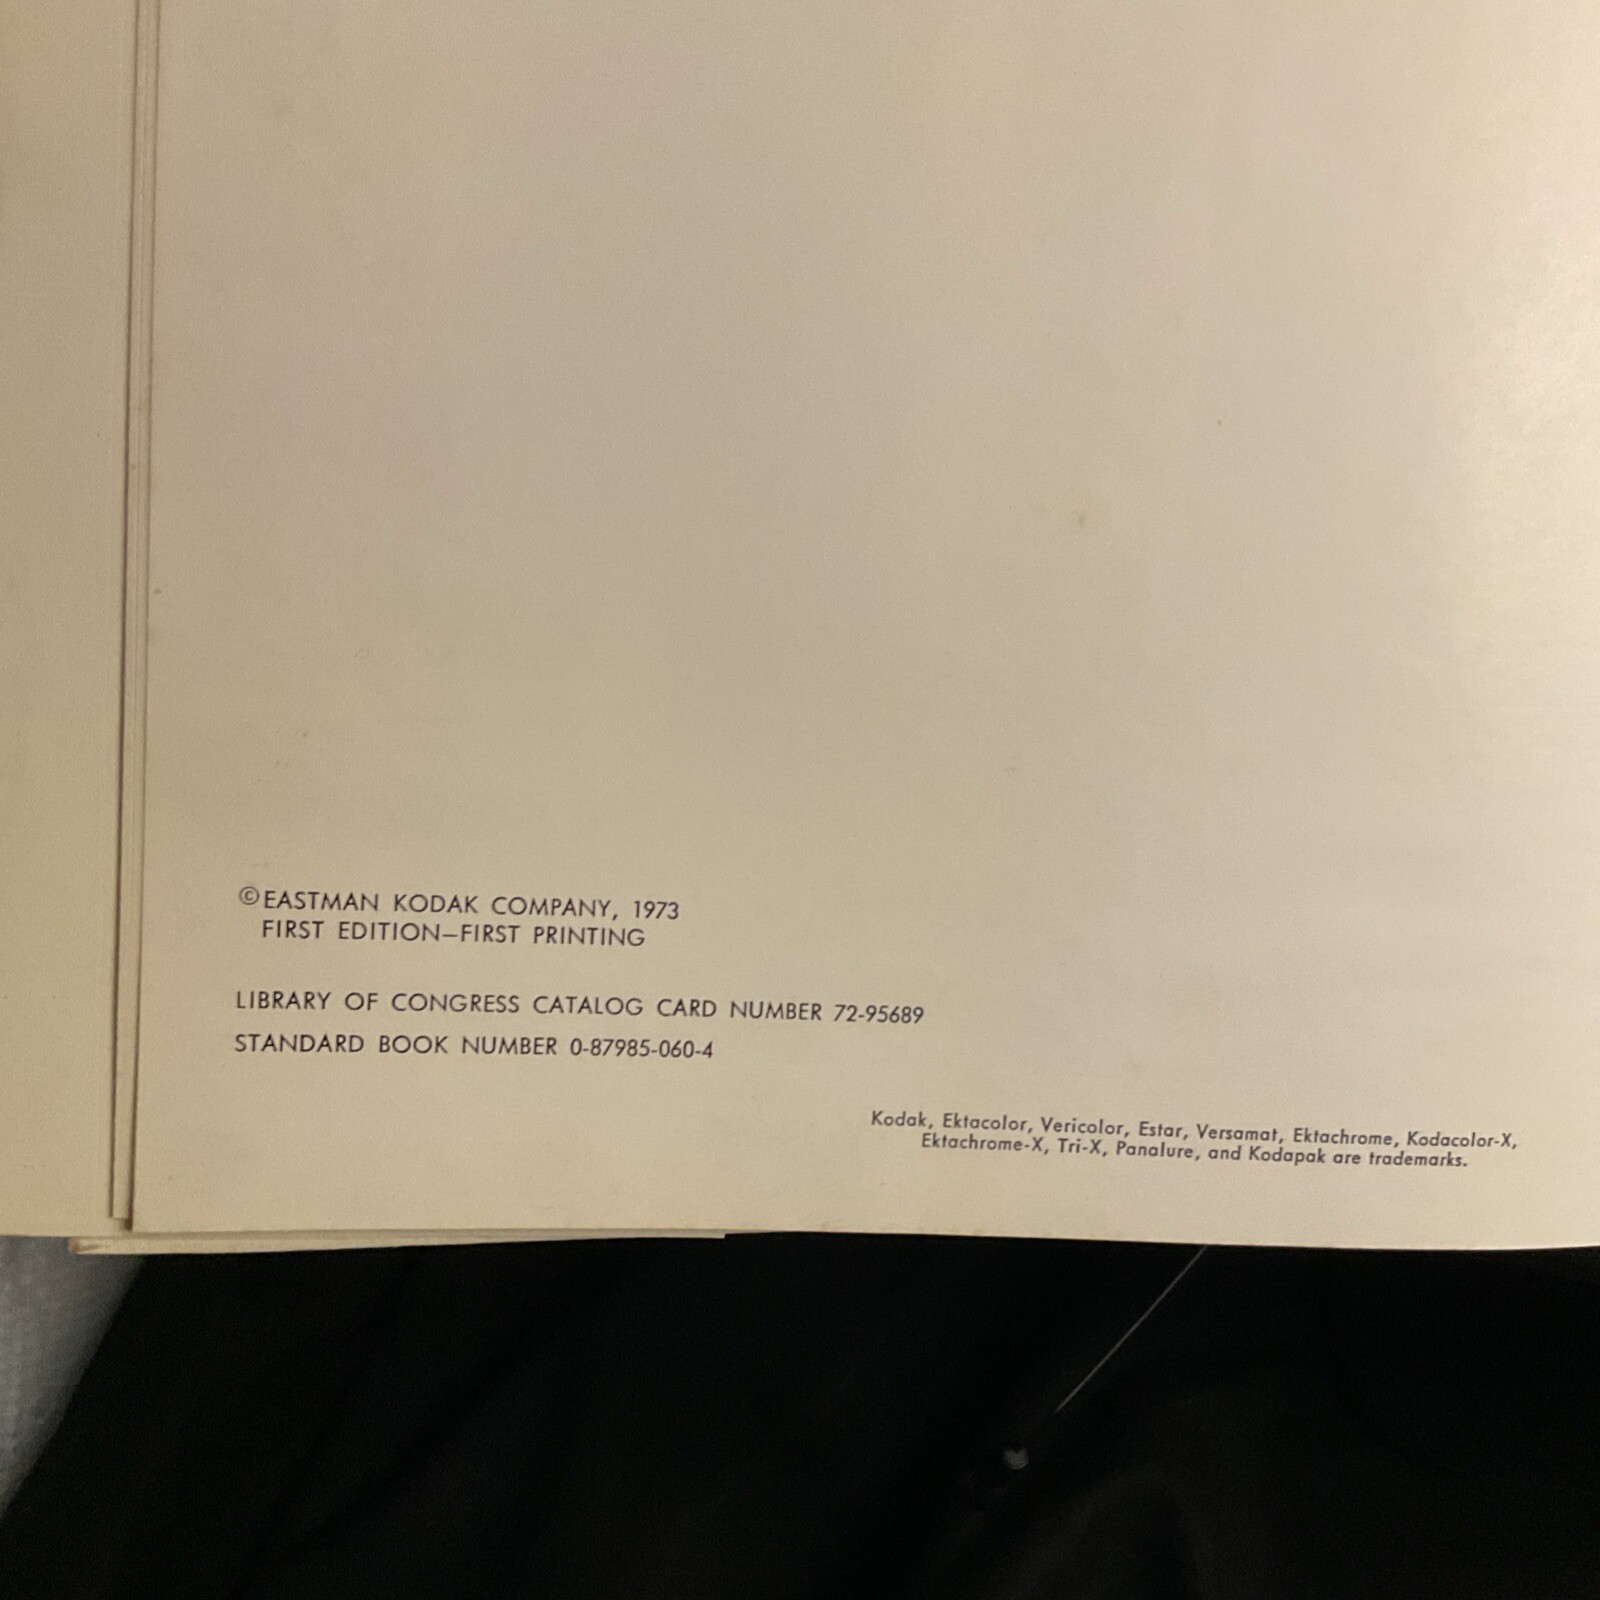 ©EASTMAN KODAK COMPANY, 1973
FIRST EDITION—FIRST PRINTING
LIBRARY OF CONGRESS CATALOG CARD NUMBER 72-95689
STANDARD BOOK NUMBER 0-87985-060-4
Kodak, Ektacolor, Vericolor, Estar, Versamat, Ektachrome, Kodacolor-X,
Ektachrome-X, Tri-X, Panalure, and Kodapak are trademarks.